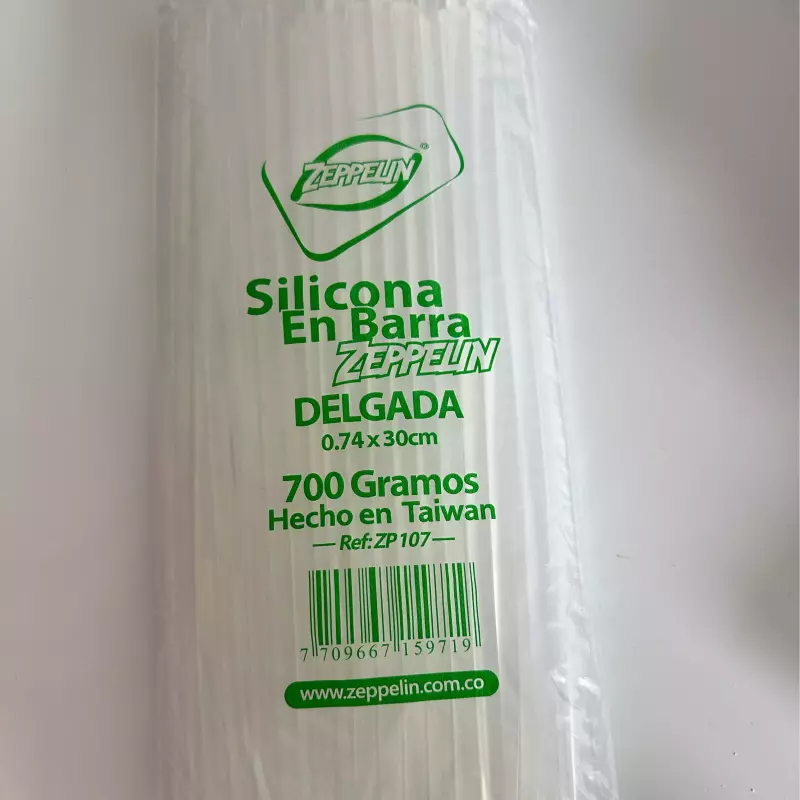 ZEPPELIN®
Silicona
En Barra
ZEPPELIN
DELGADA
0.74 x 30cm
700 Gramos
Hecho en Taiwan
— Ref: ZP107 —
7 709667 159719
www.zeppelin.com.co